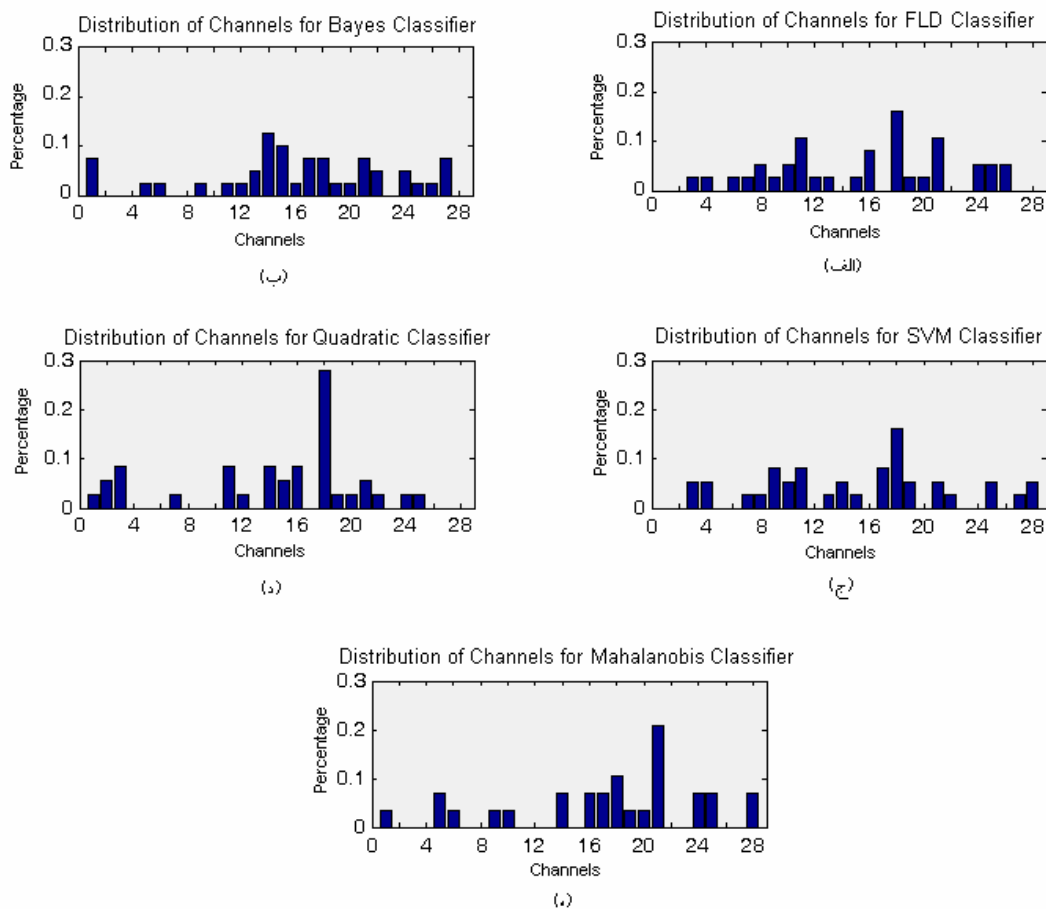 Distribution of Channels for Bayes Classifier
Percentage
0.3
0.2
0.1
0
0 4 8 12 16 20 24 28
Channels
(ب)
Distribution of Channels for FLD Classifier
Percentage
0.3
0.2
0.1
0
0 4 8 12 16 20 24 28
Channels
(الف)
Distribution of Channels for Quadratic Classifier
Percentage
0.3
0.2
0.1
0
0 4 8 12 16 20 24 28
Channels
(د)
Distribution of Channels for SVM Classifier
Percentage
0.3
0.2
0.1
0
0 4 8 12 16 20 24 28
Channels
(ج)
Distribution of Channels for Mahalanobis Classifier
Percentage
0.3
0.2
0.1
0
0 4 8 12 16 20 24 28
Channels